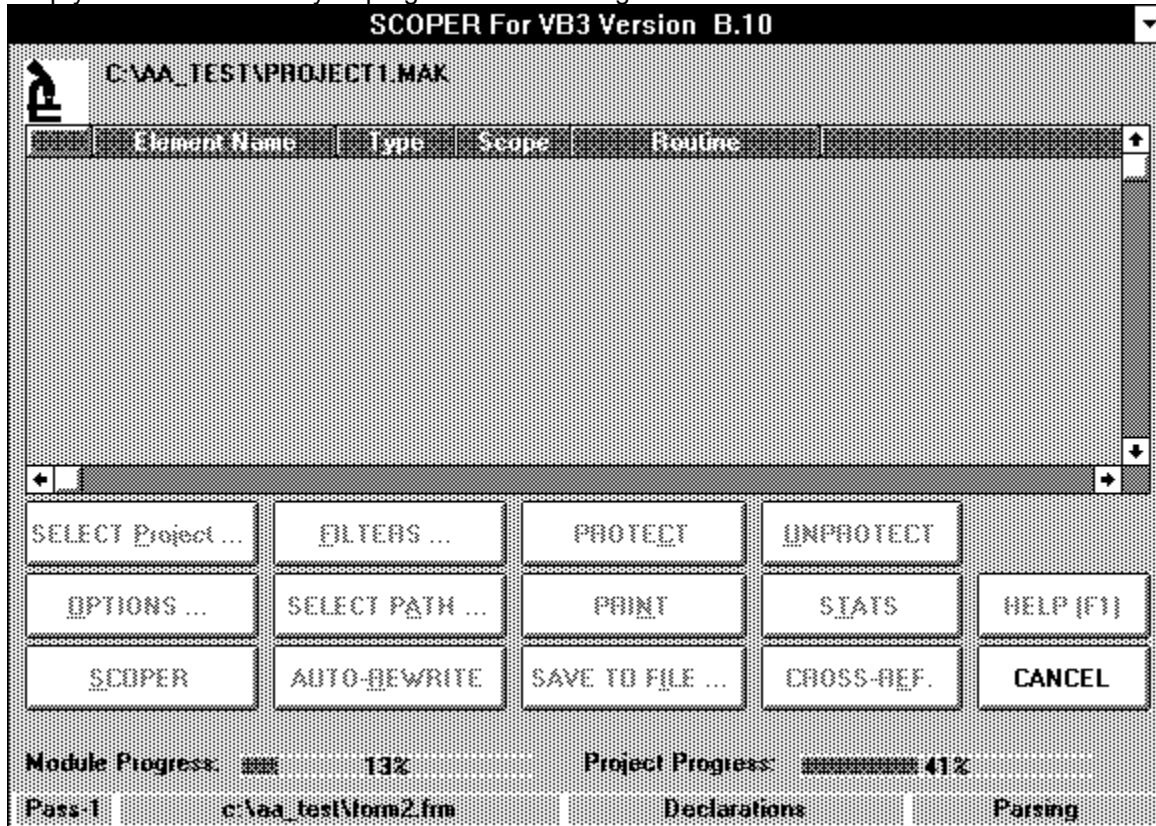 SCOPER For VB3 Version B.10
C:\AA_TEST\PROJECT1.MAK
Element Name Type Scope Routine
SELECT Project ... FILTERS ... PROTECT UNPROTECT
OPTIONS ... SELECT PATH ... PRINT STATS HELP (F1)
SCOPER AUTO-REWRITE SAVE TO FILE ... CROSS-REF. CANCEL
Module Progress: 13% Project Progress: 41%
Pass-1 c:\aa_test\form2.frm Declarations Parsing